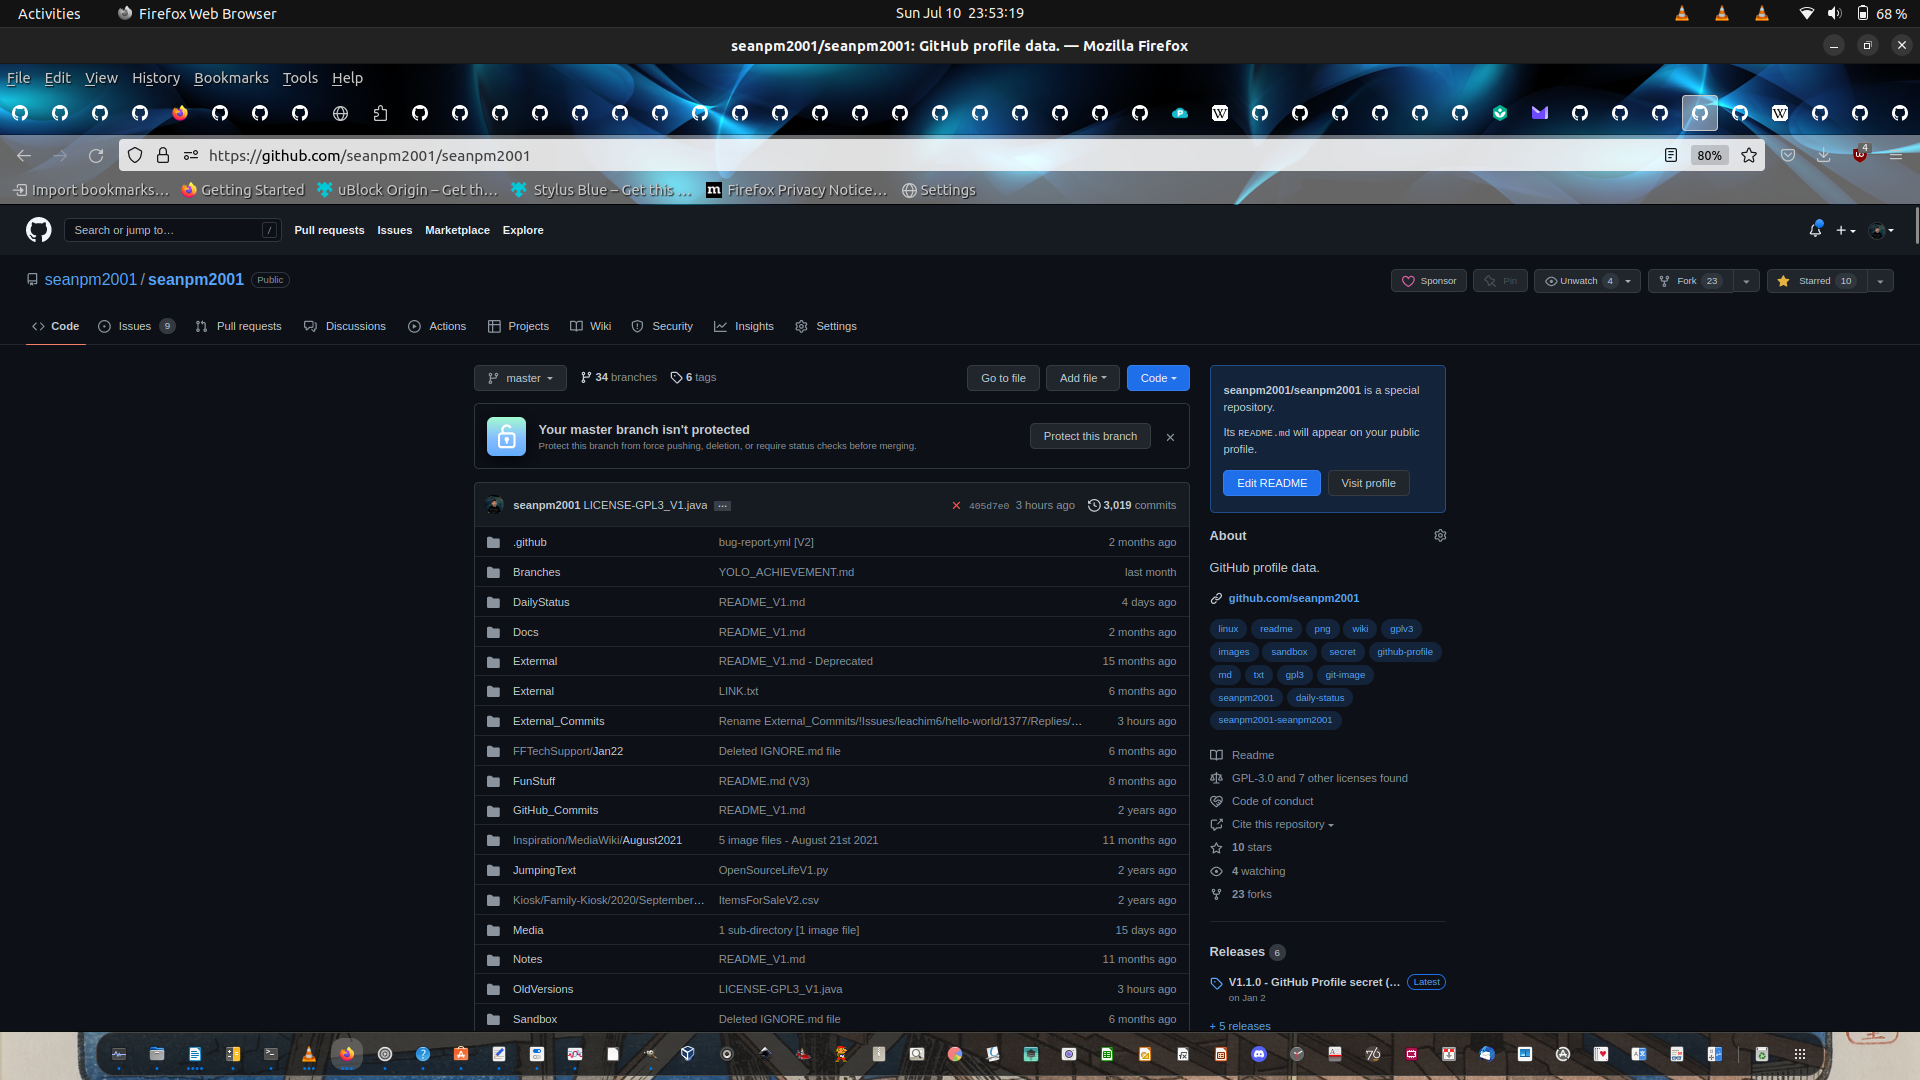 Activities
Firefox Web Browser
Sun Jul 10 23:53:19
68 %
seanpm2001/seanpm2001: GitHub profile data. — Mozilla Firefox
File Edit View History Bookmarks Tools Help
https://github.com/seanpm2001/seanpm2001
80%
4
Import bookmarks…
Getting Started
uBlock Origin – Get th…
Stylus Blue – Get this …
Firefox Privacy Notice…
Settings
Search or jump to…
/
Pull requests
Issues
Marketplace
Explore
seanpm2001 / seanpm2001
Public
Sponsor
Pin
Unwatch 4
Fork 23
Starred 10
Code
Issues 9
Pull requests
Discussions
Actions
Projects
Wiki
Security
Insights
Settings
master
34 branches
6 tags
Go to file
Add file
Code
Your master branch isn't protected
Protect this branch from force pushing, deletion, or require status checks before merging.
Protect this branch
seanpm2001 LICENSE-GPL3_V1.java …
405d7e0 3 hours ago
3,019 commits
.github bug-report.yml [V2] 2 months ago
Branches YOLO_ACHIEVEMENT.md last month
DailyStatus README_V1.md 4 days ago
Docs README_V1.md 2 months ago
Extermal README_V1.md - Deprecated 15 months ago
External LINK.txt 6 months ago
External_Commits Rename External_Commits/!Issues/leachim6/hello-world/1377/Replies/… 3 hours ago
FFTechSupport/Jan22 Deleted IGNORE.md file 6 months ago
FunStuff README.md (V3) 8 months ago
GitHub_Commits README_V1.md 2 years ago
Inspiration/MediaWiki/August2021 5 image files - August 21st 2021 11 months ago
JumpingText OpenSourceLifeV1.py 2 years ago
Kiosk/Family-Kiosk/2020/September… ItemsForSaleV2.csv 2 years ago
Media 1 sub-directory [1 image file] 15 days ago
Notes README_V1.md 11 months ago
OldVersions LICENSE-GPL3_V1.java 3 hours ago
Sandbox Deleted IGNORE.md file 6 months ago
seanpm2001/seanpm2001 is a special
repository.
Its README.md will appear on your public
profile.
Edit README
Visit profile
About
GitHub profile data.
github.com/seanpm2001
linux readme png wiki gplv3
images sandbox secret github-profile
md txt gpl3 git-image
seanpm2001 daily-status
seanpm2001-seanpm2001
Readme
GPL-3.0 and 7 other licenses found
Code of conduct
Cite this repository
10 stars
4 watching
23 forks
Releases 6
V1.1.0 - GitHub Profile secret (… Latest
on Jan 2
+ 5 releases